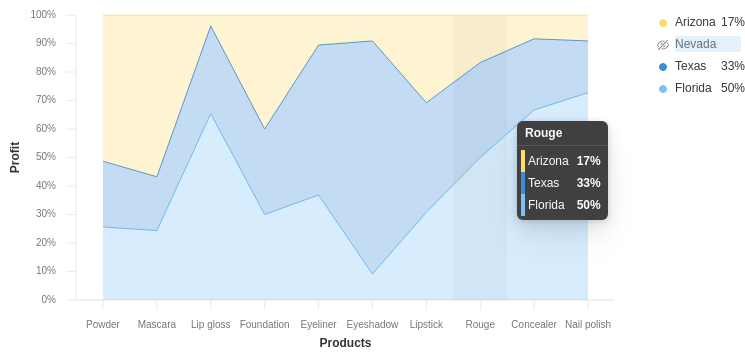 100%
90%
80%
70%
60%
50%
40%
30%
20%
10%
0%
Profit
Powder Mascara Lip gloss Foundation Eyeliner Eyeshadow Lipstick Rouge Concealer Nail polish
Products
Rouge
Arizona 17%
Texas 33%
Florida 50%
Arizona 17%
Nevada
Texas 33%
Florida 50%